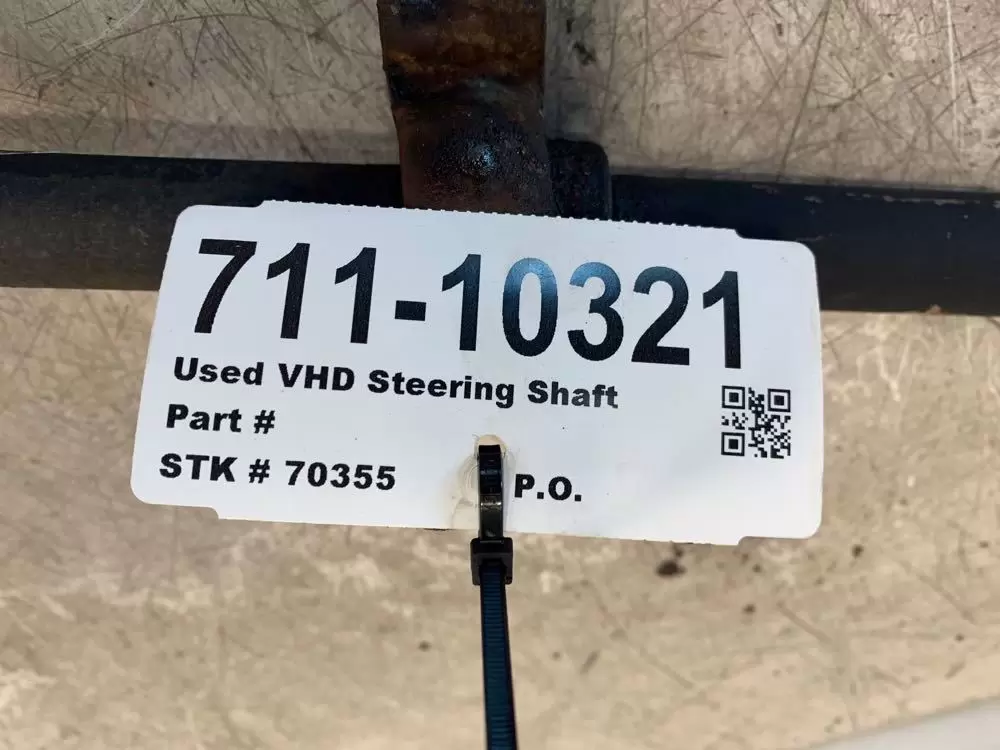 711-10321
Used VHD Steering Shaft
Part #
STK # 70355 P.O.